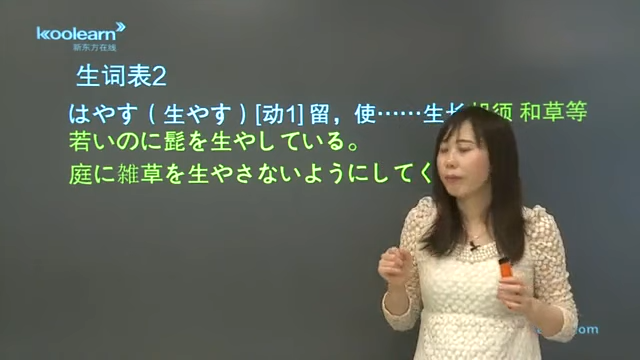 koolearn
新东方在线
生词表2
はやす（生やす）[动1] 留，使……生长胡须 和草等
若いのに髭を生やしている。
庭に雑草を生やさないようにしてく
.com